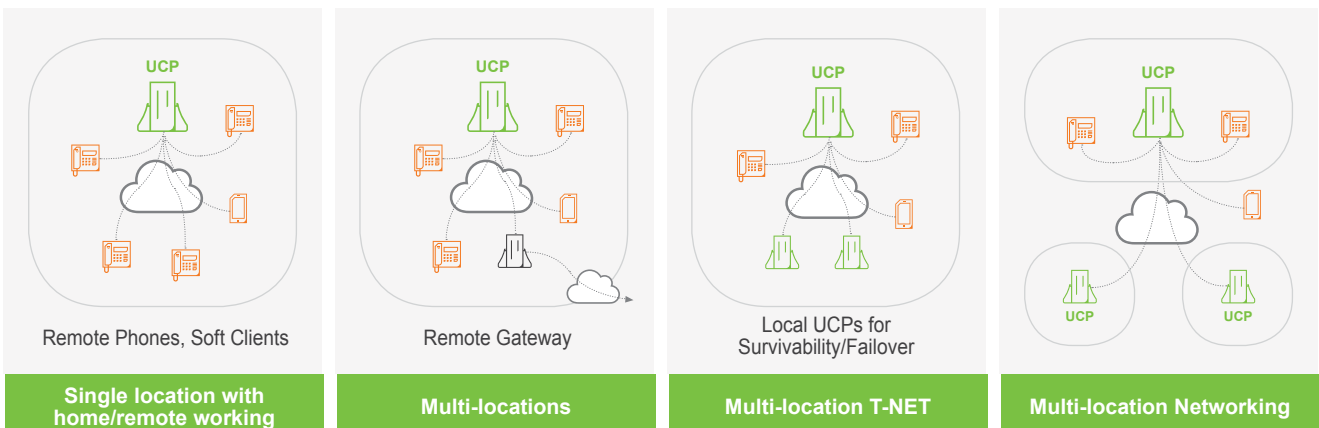 UCP
Remote Phones, Soft Clients
Single location with
home/remote working
UCP
Remote Gateway
Multi-locations
UCP
Local UCPs for
Survivability/Failover
Multi-location T-NET
UCP
UCP
UCP
Multi-location Networking